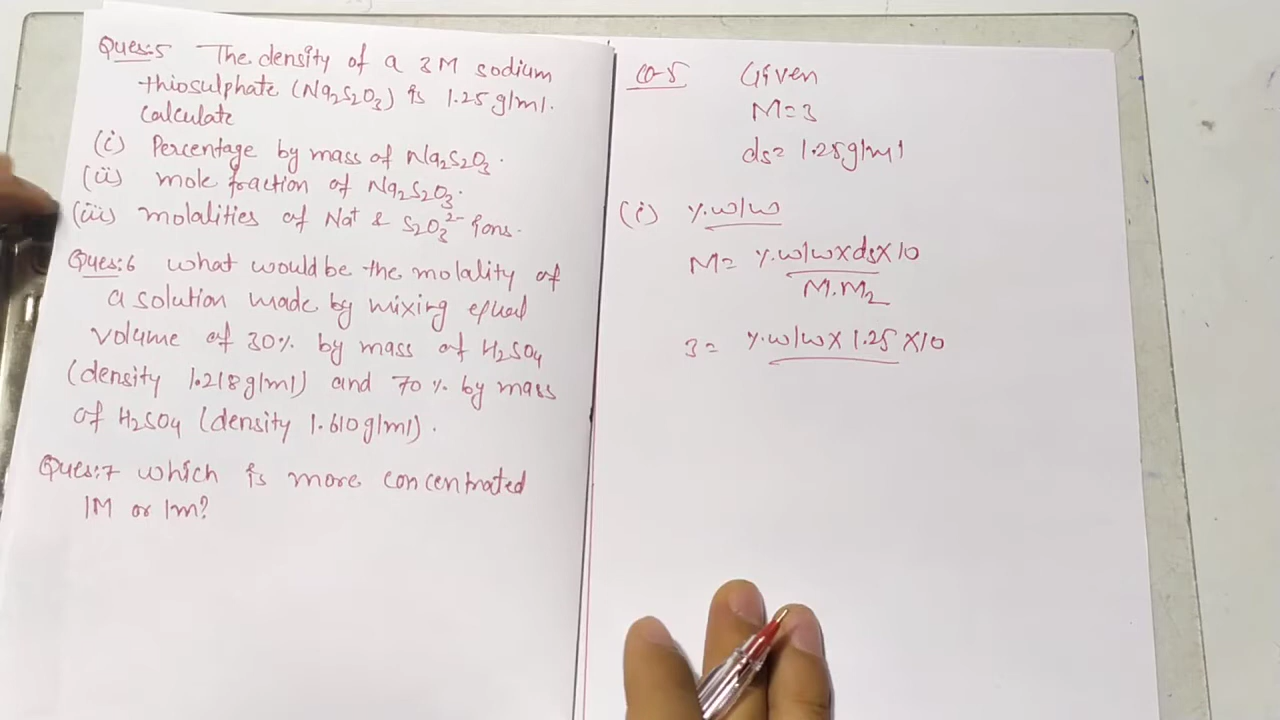 Ques:5 The density of a 3M sodium
thiosulphate (Na2S2O3) is 1.25 g/ml.
Calculate
(i) Percentage by mass of Na2S2O3.
(ii) mole fraction of Na2S2O3.
(iii) molalities of Na+ & S2O3 2- ions.
Ques:6 what would be the molality of
a solution made by mixing equal
volume of 30% by mass of H2SO4
(density 1.218 g/ml) and 70% by mass
of H2SO4 (density 1.610 g/ml).
Ques:7 which is more concentrated
1M or 1m?
Q-5 Given
M=3
ds= 1.25 g/ml
(i) %.w/w
M= %.w/w x ds x 10
M.M2
3= %.w/w x 1.25 x 10